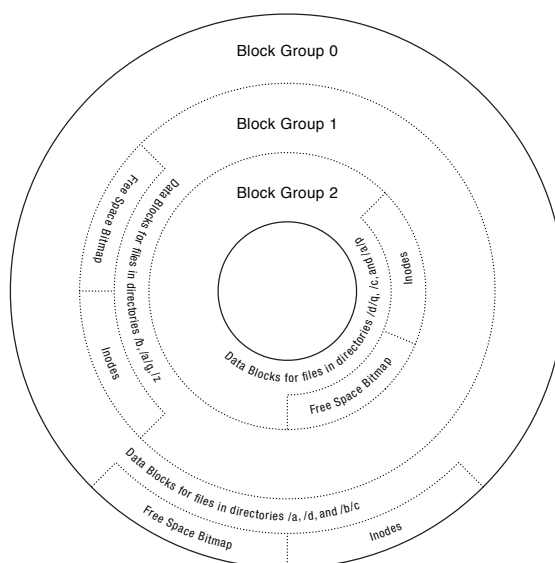 Block Group 0
Block Group 1
Block Group 2
Free Space Bitmap
Data Blocks for files in directories /b, /a/g, /z
Inodes
Inodes
Data Blocks for files in directories /d/q, /c, and /a/p
Free Space Bitmap
Data Blocks for files in directories /a, /d, and /b/c
Free Space Bitmap
Inodes